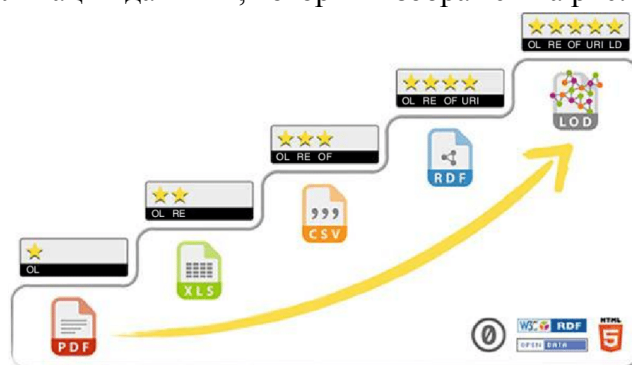 OL RE OF URI LD
OL RE OF URI
LOD
OL RE OF
RDF
OL RE
CSV
OL
XLS
PDF
W3C RDF
OPEN DATA
HTML
5